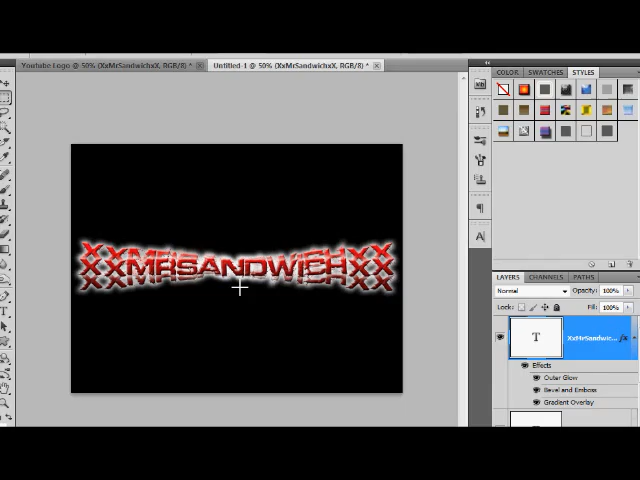 Youtube Logo @ 50% (XxMrSandwichxX, RGB/8) *
Untitled-1 @ 50% (XxMrSandwichxX, RGB/8) *
COLOR SWATCHES STYLES
XXMRSANDWICHXX
LAYERS CHANNELS PATHS
Normal Opacity: 100%
Lock: Fill: 100%
T XxMrSandwic... fx
Effects
Outer Glow
Bevel and Emboss
Gradient Overlay